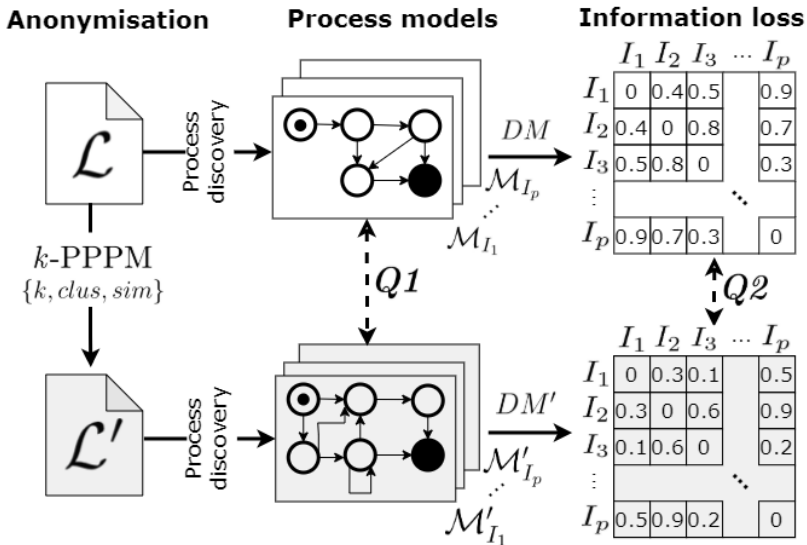 Anonymisation
Process models
Information loss
I₁ I₂ I₃ ... Iₚ
I₁ 0 0.4 0.5 0.9
I₂ 0.4 0 0.8 0.7
I₃ 0.5 0.8 0 0.3
⋮ ⋱
Iₚ 0.9 0.7 0.3 0
ℒ
Process
discovery
DM
ℳ_Iₚ
...
ℳ_I₁
k-PPPM
{k, clus, sim}
Q1
Q2
I₁ I₂ I₃ ... Iₚ
I₁ 0 0.3 0.1 0.5
I₂ 0.3 0 0.6 0.9
I₃ 0.1 0.6 0 0.2
⋮ ⋱
Iₚ 0.5 0.9 0.2 0
ℒ′
Process
discovery
DM′
ℳ′_Iₚ
...
ℳ′_I₁